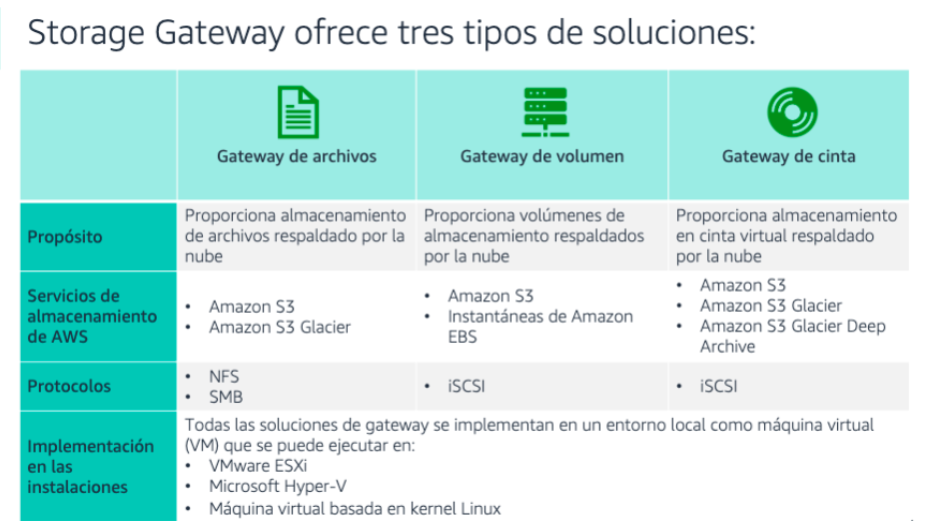 Storage Gateway ofrece tres tipos de soluciones:
Gateway de archivos
Gateway de volumen
Gateway de cinta
Propósito
Proporciona almacenamiento
de archivos respaldado por la
nube
Proporciona volúmenes de
almacenamiento respaldados
por la nube
Proporciona almacenamiento
en cinta virtual respaldado
por la nube
Servicios de
almacenamiento
de AWS
• Amazon S3
• Amazon S3 Glacier
• Amazon S3
• Instantáneas de Amazon
EBS
• Amazon S3
• Amazon S3 Glacier
• Amazon S3 Glacier Deep
Archive
Protocolos
• NFS
• SMB
• iSCSI
• iSCSI
Implementación
en las
instalaciones
Todas las soluciones de gateway se implementan en un entorno local como máquina virtual
(VM) que se puede ejecutar en:
• VMware ESXi
• Microsoft Hyper-V
• Máquina virtual basada en kernel Linux